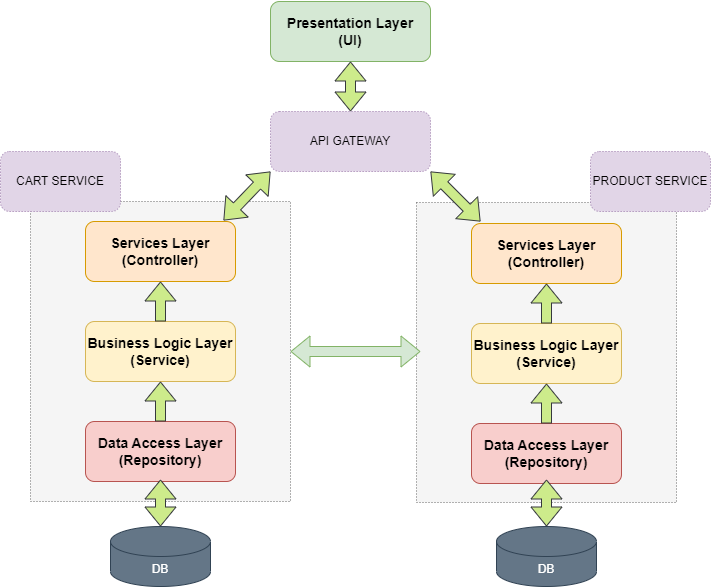 Presentation Layer
(UI)
API GATEWAY
CART SERVICE
PRODUCT SERVICE
Services Layer
(Controller)
Services Layer
(Controller)
Business Logic Layer
(Service)
Business Logic Layer
(Service)
Data Access Layer
(Repository)
Data Access Layer
(Repository)
DB
DB